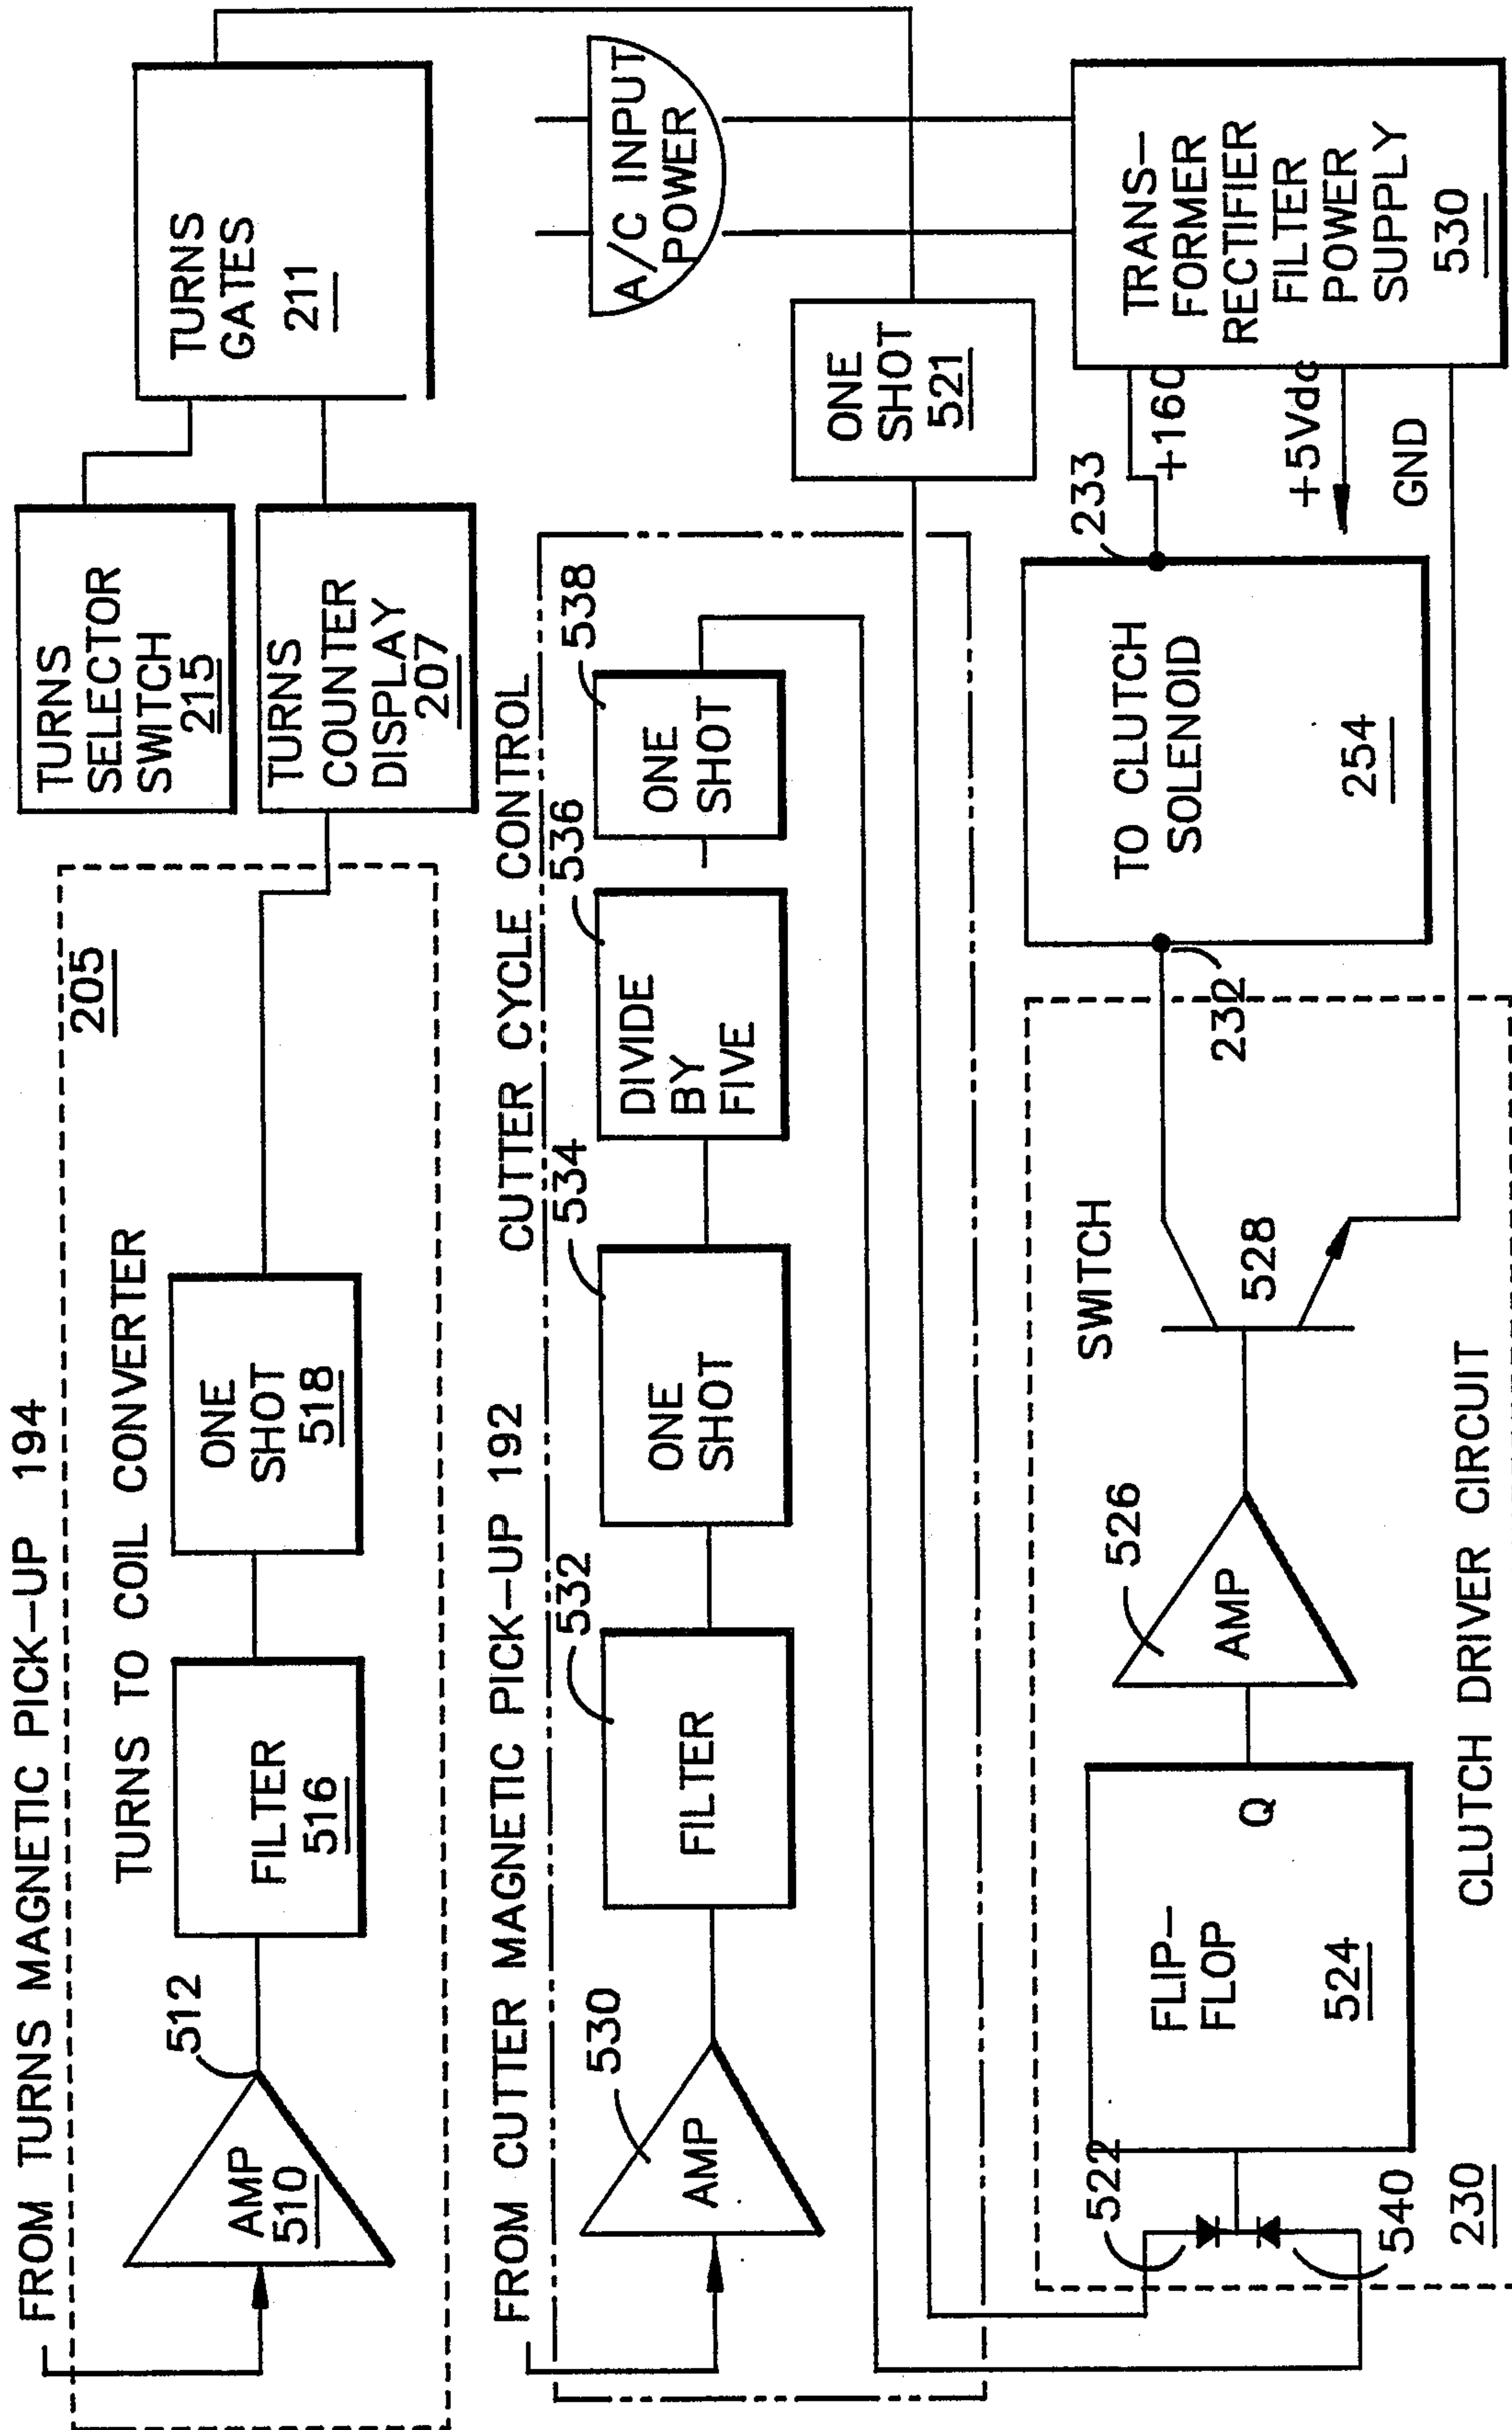 FROM TURNS MAGNETIC PICK-UP 194
205
TURNS TO COIL CONVERTER
AMP
510
512
FILTER
516
ONE
SHOT
518
TURNS
SELECTOR
SWITCH
215
TURNS
COUNTER
DISPLAY
207
TURNS
GATES
211
FROM CUTTER MAGNETIC PICK-UP 192
CUTTER CYCLE CONTROL
AMP
530
FILTER
532
ONE
SHOT
534
DIVIDE
BY
FIVE
536
ONE
SHOT
538
ONE
SHOT
521
A/C INPUT
POWER
522
540
FLIP-
FLOP
524
Q
AMP
526
SWITCH
528
CLUTCH DRIVER CIRCUIT
230
232
TO CLUTCH
SOLENOID
254
233
+160
+5Vdc
GND
TRANS-
FORMER
RECTIFIER
FILTER
POWER
SUPPLY
530